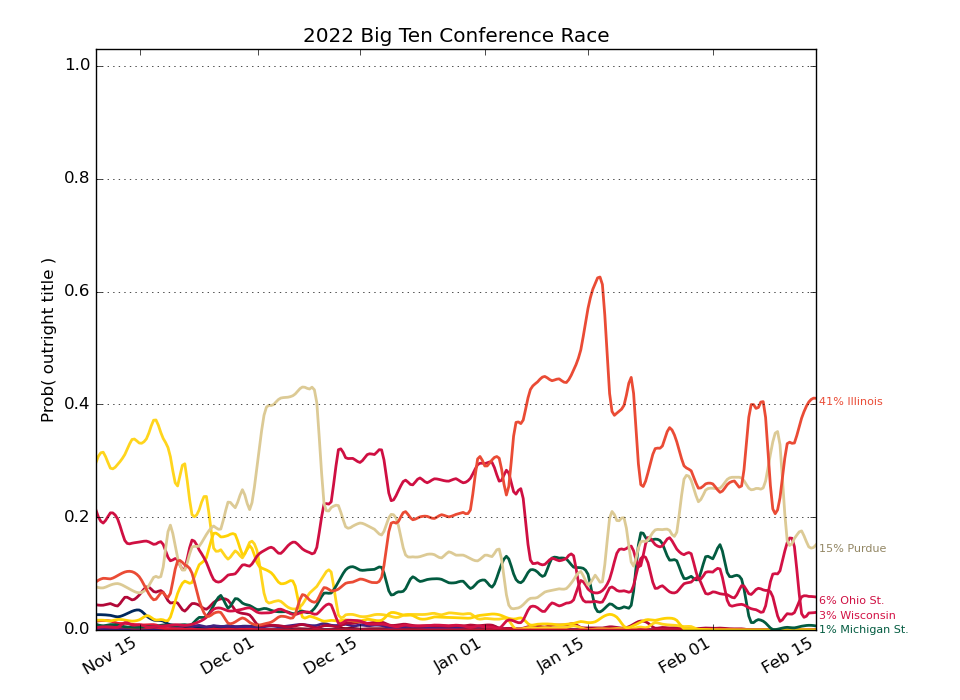 2022 Big Ten Conference Race
Prob( outright title )
1.0
0.8
0.6
0.4
0.2
0.0
Nov 15
Dec 01
Dec 15
Jan 01
Jan 15
Feb 01
Feb 15
41% Illinois
15% Purdue
6% Ohio St.
3% Wisconsin
1% Michigan St.